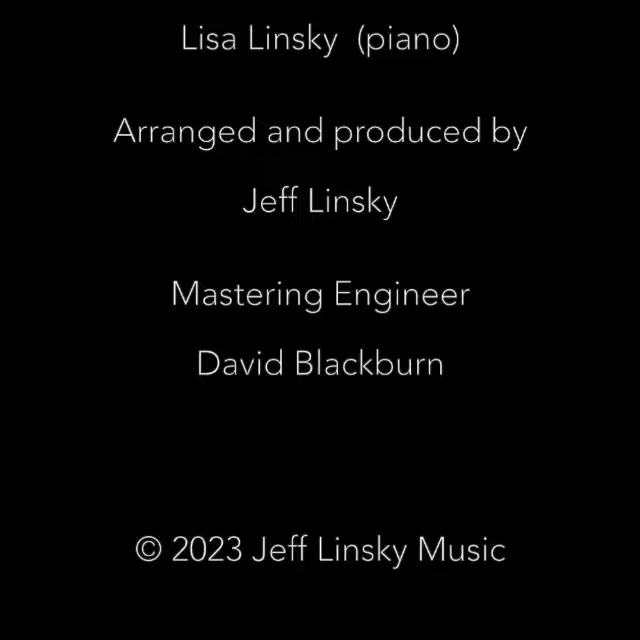 Lisa Linsky  (piano)
Arranged and produced by
Jeff Linsky
Mastering Engineer
David Blackburn
© 2023 Jeff Linsky Music